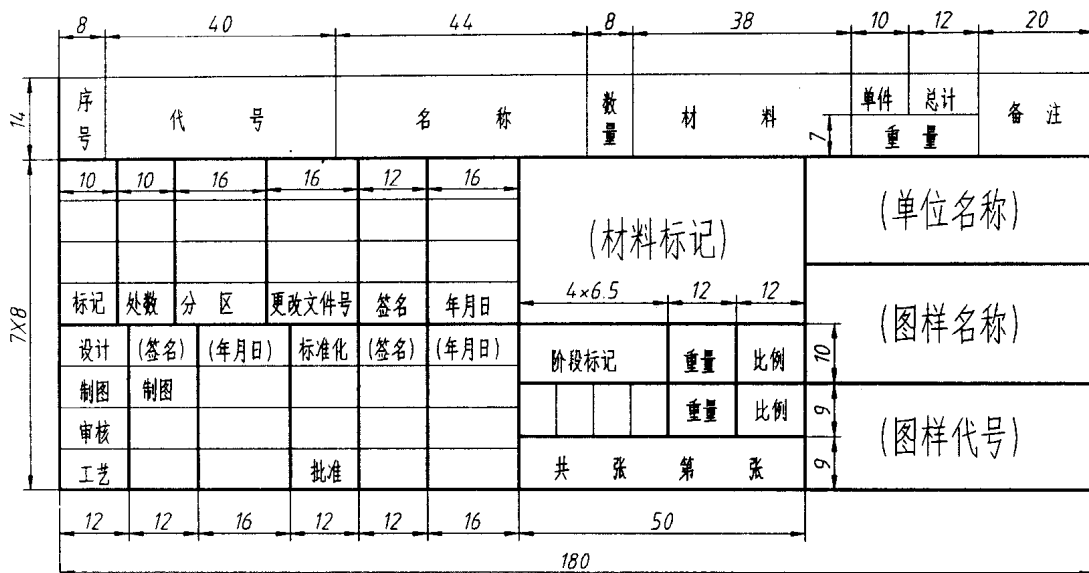 8 40 44 8 38 10 12 20
14 序号 代号 名称 数量 材料 单件 总计 备注
7 重量
7×8 10 10 16 16 12 16 (单位名称)
(材料标记)
4×6.5 12 12
标记 处数 分区 更改文件号 签名 年月日 (图样名称)
设计 (签名) (年月日) 标准化 (签名) (年月日) 阶段标记 重量 比例 10
制图 制图 重量 比例 9
审核 (图样代号)
工艺 批准 共 张 第 张 9
12 12 16 12 12 16 50
180